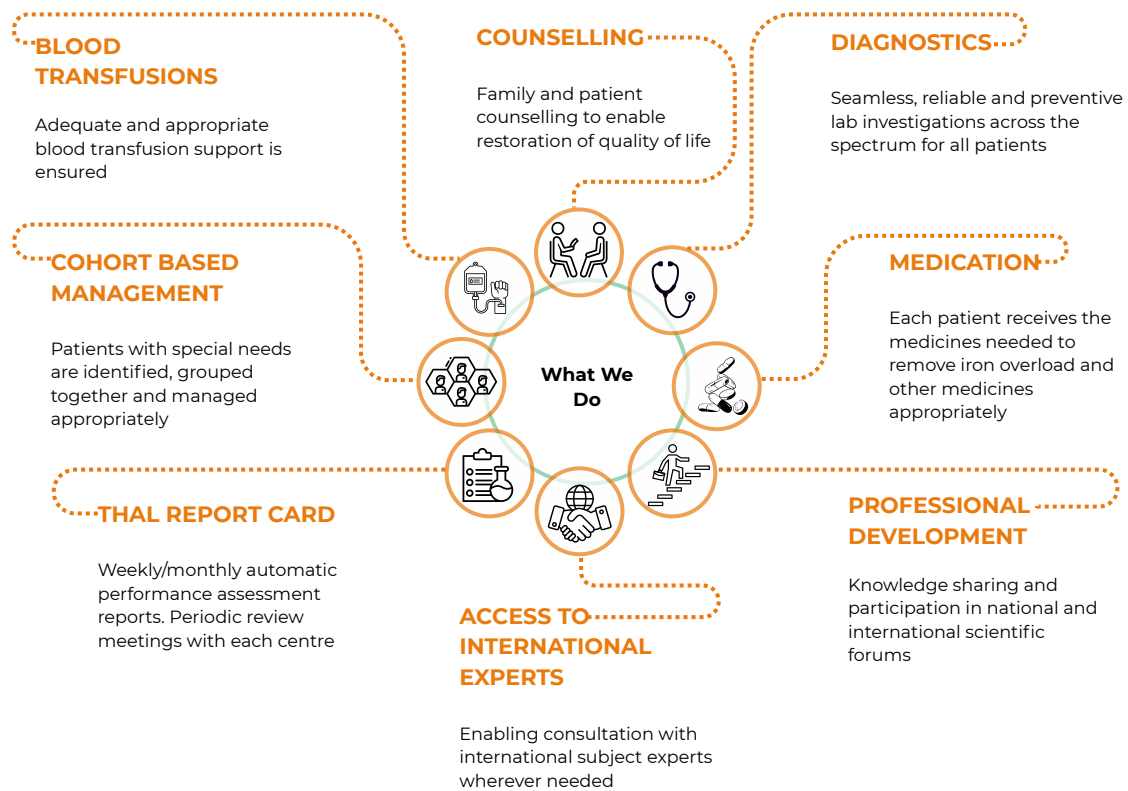 BLOOD
TRANSFUSIONS
Adequate and appropriate
blood transfusion support is
ensured
COUNSELLING
Family and patient
counselling to enable
restoration of quality of life
DIAGNOSTICS
Seamless, reliable and preventive
lab investigations across the
spectrum for all patients
COHORT BASED
MANAGEMENT
Patients with special needs
are identified, grouped
together and managed
appropriately
What We
Do
MEDICATION
Each patient receives the
medicines needed to
remove iron overload and
other medicines
appropriately
THAL REPORT CARD
Weekly/monthly automatic
performance assessment
reports. Periodic review
meetings with each centre
ACCESS TO
INTERNATIONAL
EXPERTS
Enabling consultation with
international subject experts
wherever needed
PROFESSIONAL
DEVELOPMENT
Knowledge sharing and
participation in national and
international scientific
forums